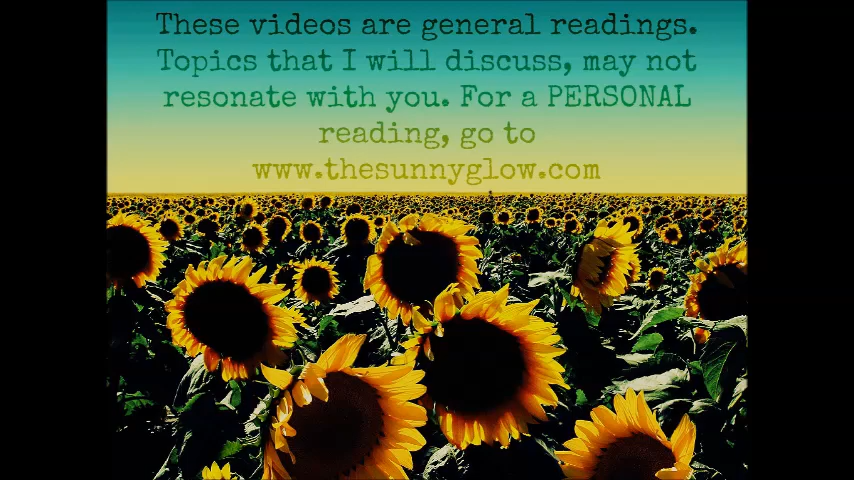 These videos are general readings.
Topics that I will discuss, may not
resonate with you. For a PERSONAL
reading, go to
www.thesunnyglow.com